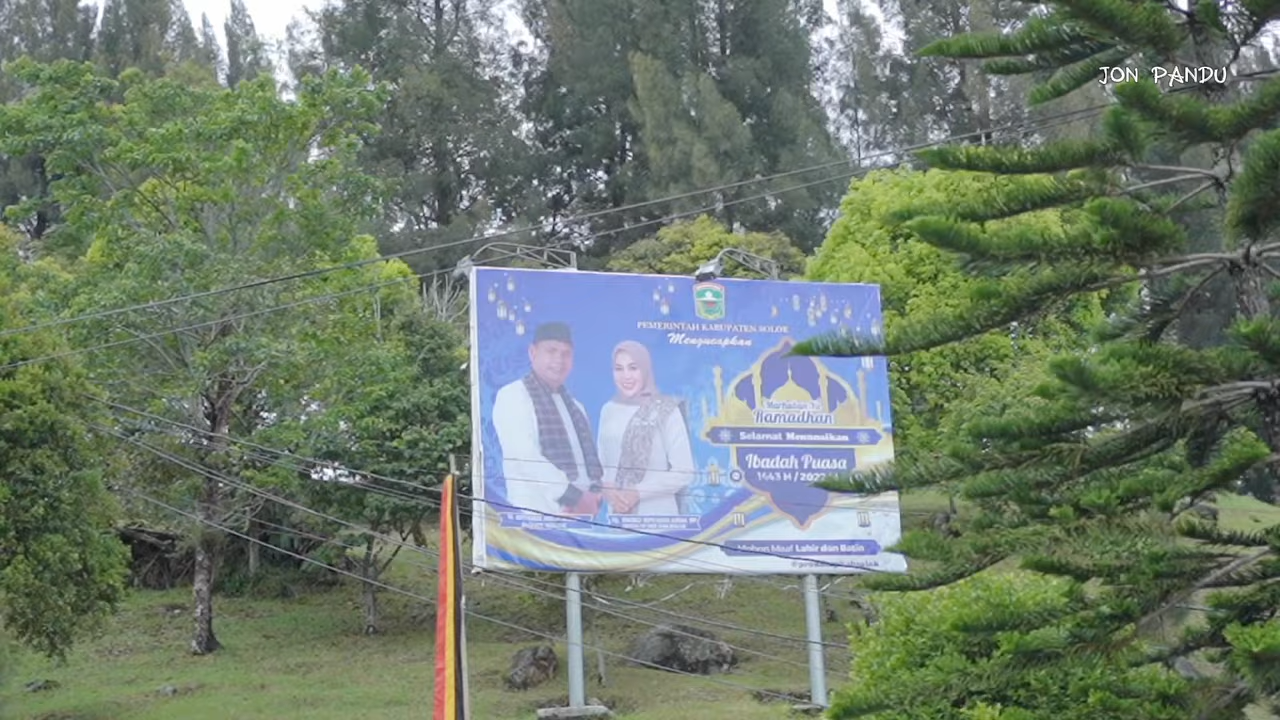 JON PANDU
PEMERINTAH KABUPATEN SOLOK
Mengucapkan
Marhaban Ya
Ramadhan
Selamat Menunaikan
Ibadah Puasa
1443 H / 2022
Mohon Maaf Lahir dan Batin